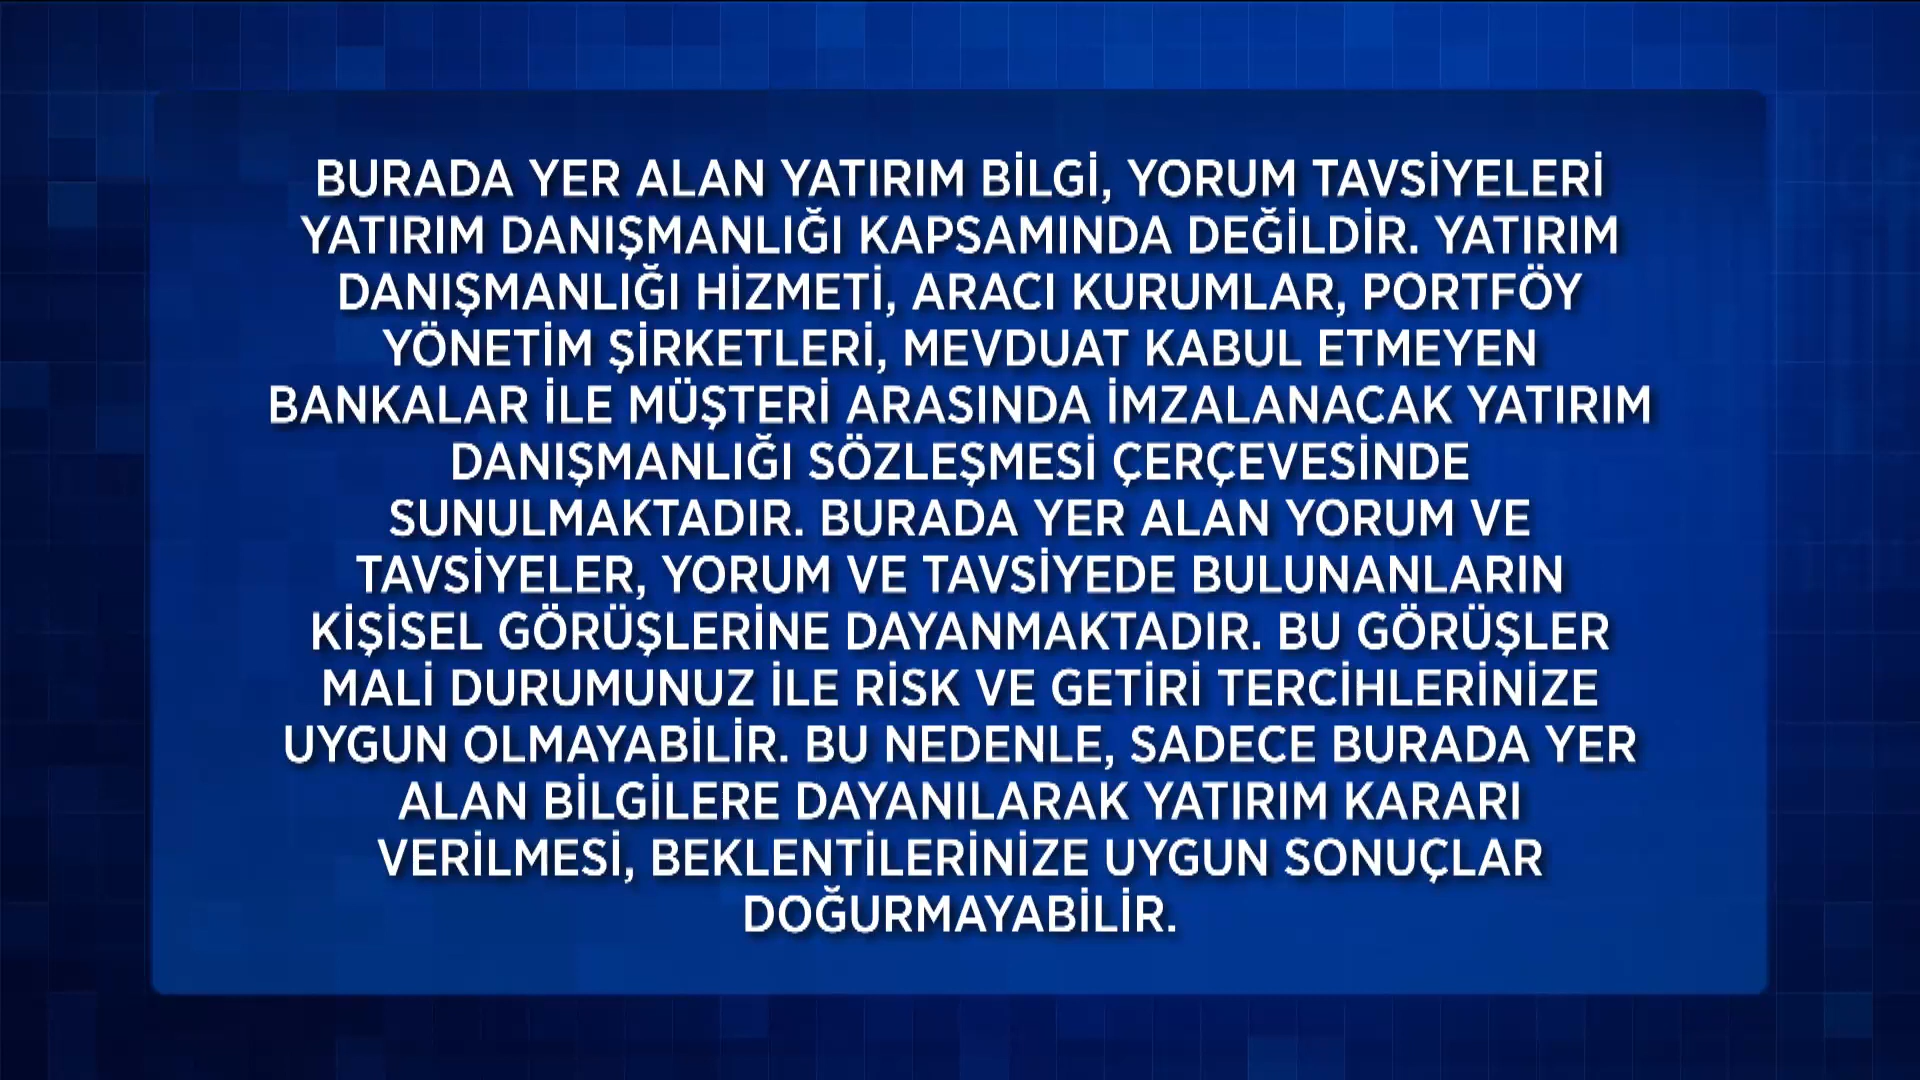 BURADA YER ALAN YATIRIM BİLGİ, YORUM TAVSİYELERİ
YATIRIM DANIŞMANLIĞI KAPSAMINDA DEĞİLDİR. YATIRIM
DANIŞMANLIĞI HİZMETİ, ARACI KURUMLAR, PORTFÖY
YÖNETİM ŞİRKETLERİ, MEVDUAT KABUL ETMEYEN
BANKALAR İLE MÜŞTERİ ARASINDA İMZALANACAK YATIRIM
DANIŞMANLIĞI SÖZLEŞMESİ ÇERÇEVESİNDE
SUNULMAKTADIR. BURADA YER ALAN YORUM VE
TAVSİYELER, YORUM VE TAVSİYEDE BULUNANLARIN
KİŞİSEL GÖRÜŞLERİNE DAYANMAKTADIR. BU GÖRÜŞLER
MALİ DURUMUNUZ İLE RİSK VE GETİRİ TERCİHLERİNİZE
UYGUN OLMAYABİLİR. BU NEDENLE, SADECE BURADA YER
ALAN BİLGİLERE DAYANILARAK YATIRIM KARARI
VERİLMESİ, BEKLENTİLERİNİZE UYGUN SONUÇLAR
DOĞURMAYABİLİR.